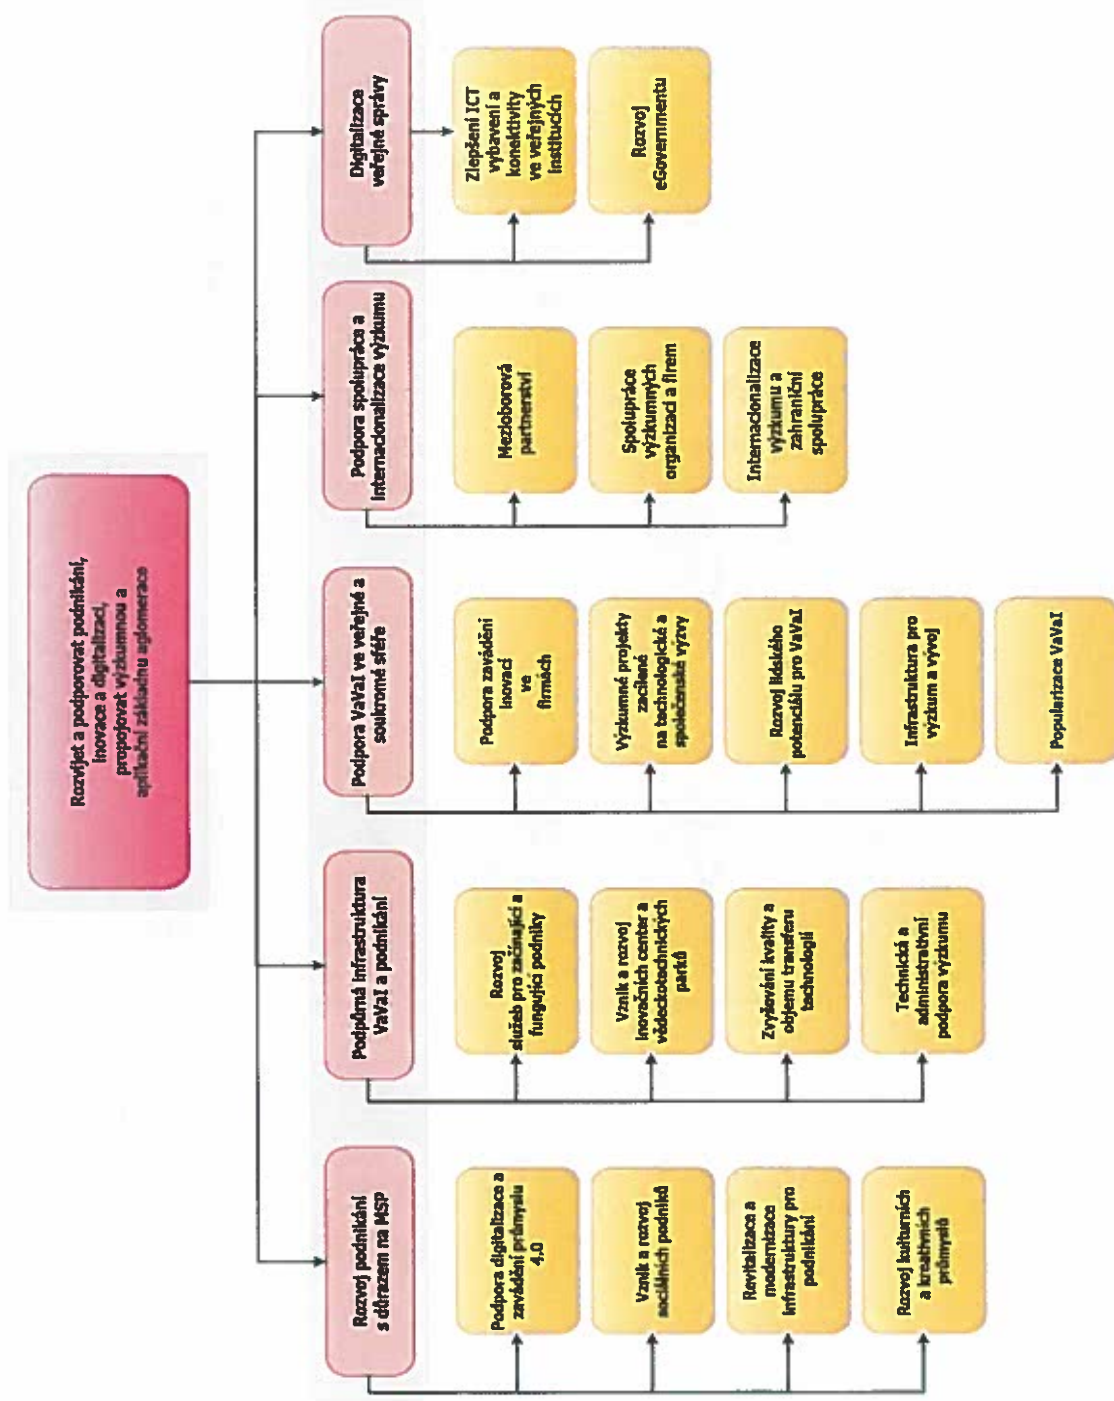 Rozvíjet a podporovat podnikání,
inovace a digitalizaci,
propojovat výzkumnou a
aplikační základnu aglomerace
Rozvoj podnikání
s důrazem na MSP
Podpora digitalizace a
zavádění průmyslu
4.0
Vznik a rozvoj
sociálních podniků
Revitalizace a
modernizace
infrastruktury pro
podnikání
Rozvoj kulturních
a kreativních
průmyslů
Podpůrná infrastruktura
VaVaI a podnikání
Rozvoj
služeb pro začínající a
fungující podniky
Vznik a rozvoj
inovačních center a
vědeckotechnických
parků
Zvyšování kvality a
objemu transferu
technologií
Technická a
administrativní
podpora výzkumu
Podpora VaVaI ve veřejné a
soukromé sféře
Podpora zavádění
inovací
ve
firmách
Výzkumné projekty
zacílené
na technologické a
společenské výzvy
Rozvoj lidského
potenciálu pro VaVaI
Infrastruktura pro
výzkum a vývoj
Popularizace VaVaI
Podpora spolupráce a
internacionalizace výzkumu
Mezioborová
partnerství
Spolupráce
výzkumných
organizací a firem
Internacionalizace
výzkumu a
zahraniční
spolupráce
Digitalizace
veřejné správy
Zlepšení ICT
vybavení a
konektivity
ve veřejných
institucích
Rozvoj
eGovernmentu